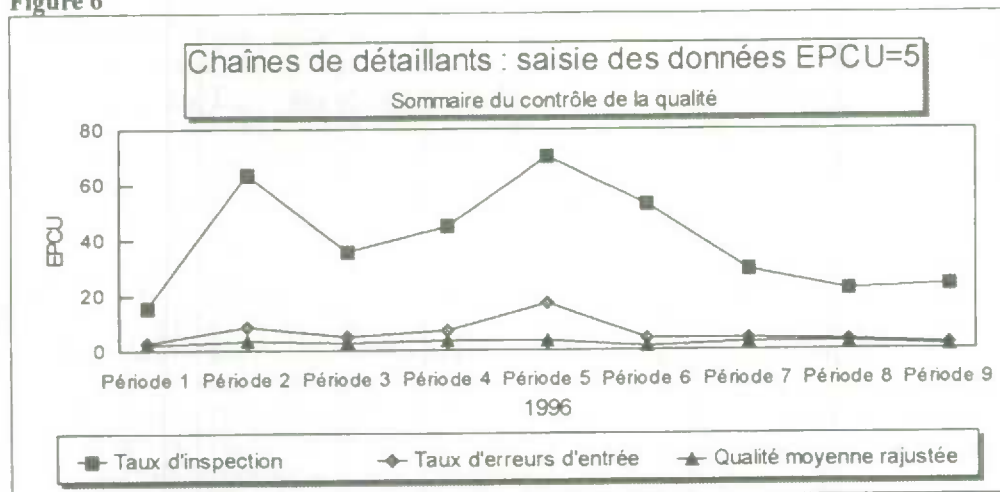 Figure 6
Chaînes de détaillants : saisie des données EPCU=5
Sommaire du contrôle de la qualité
80
60
40
20
0
EPCU
Période 1 Période 2 Période 3 Période 4 Période 5 Période 6 Période 7 Période 8 Période 9
1996
Taux d'inspection Taux d'erreurs d'entrée Qualité moyenne rajustée